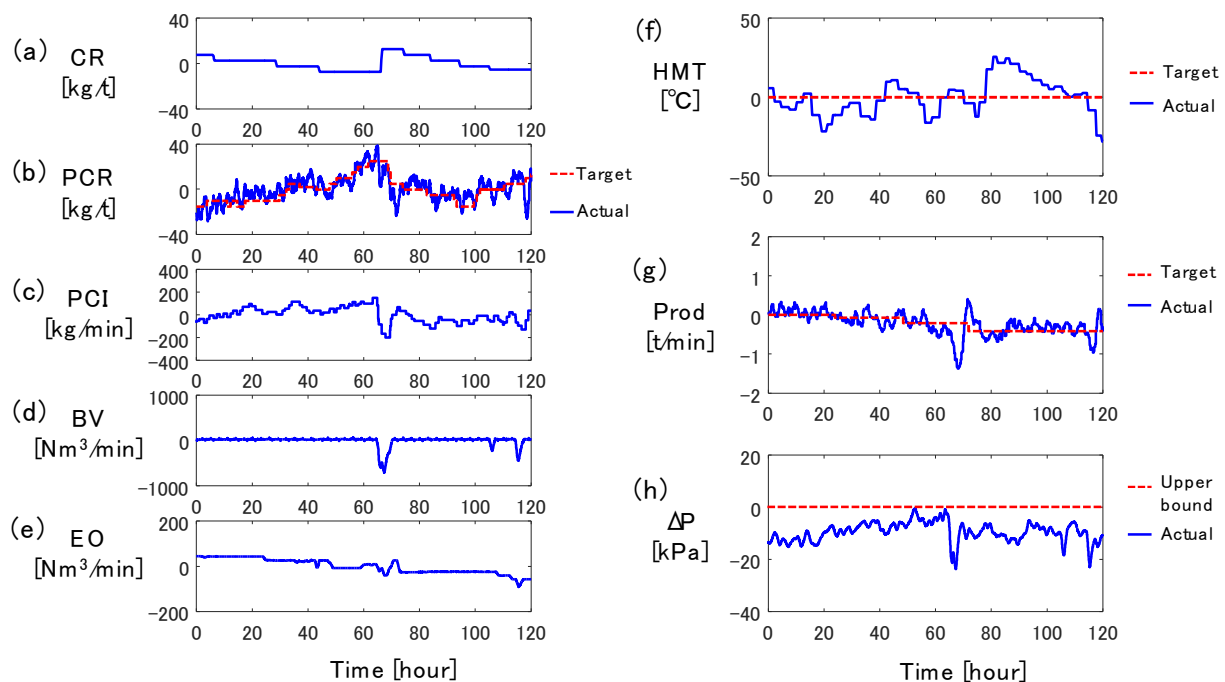 (a) CR
[kg/t]
40
0
−40
0 20 40 60 80 100 120
(b) PCR
[kg/t]
40
0
−40
0 20 40 60 80 100 120
Target
Actual
(c) PCI
[kg/min]
400
200
0
−200
−400
0 20 40 60 80 100 120
(d) BV
[Nm³/min]
1000
0
−1000
0 20 40 60 80 100 120
(e) EO
[Nm³/min]
200
0
−200
0 20 40 60 80 100 120
Time [hour]
(f)
HMT
[℃]
50
0
−50
0 20 40 60 80 100 120
Target
Actual
(g)
Prod
[t/min]
2
1
0
−1
−2
0 20 40 60 80 100 120
Target
Actual
(h)
ΔP
[kPa]
20
0
−20
−40
0 20 40 60 80 100 120
Upper
bound
Actual
Time [hour]